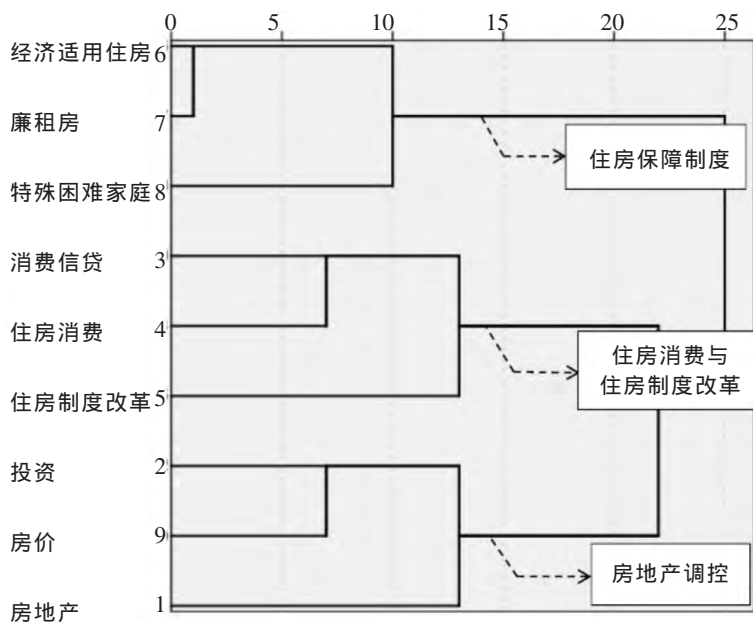 0 5 10 15 20 25
经济适用住房 6
廉租房 7
住房保障制度
特殊困难家庭 8
消费信贷 3
住房消费 4
住房消费与
住房制度改革
住房制度改革 5
投资 2
房价 9
房地产调控
房地产 1